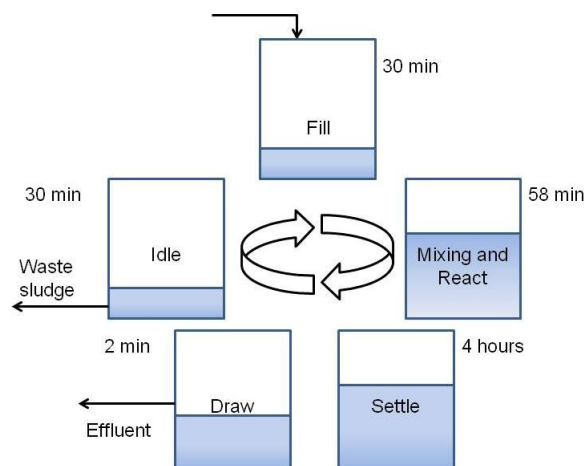 30 min
Fill
30 min
58 min
Idle
Mixing and
React
Waste
sludge
2 min
4 hours
Draw
Settle
Effluent